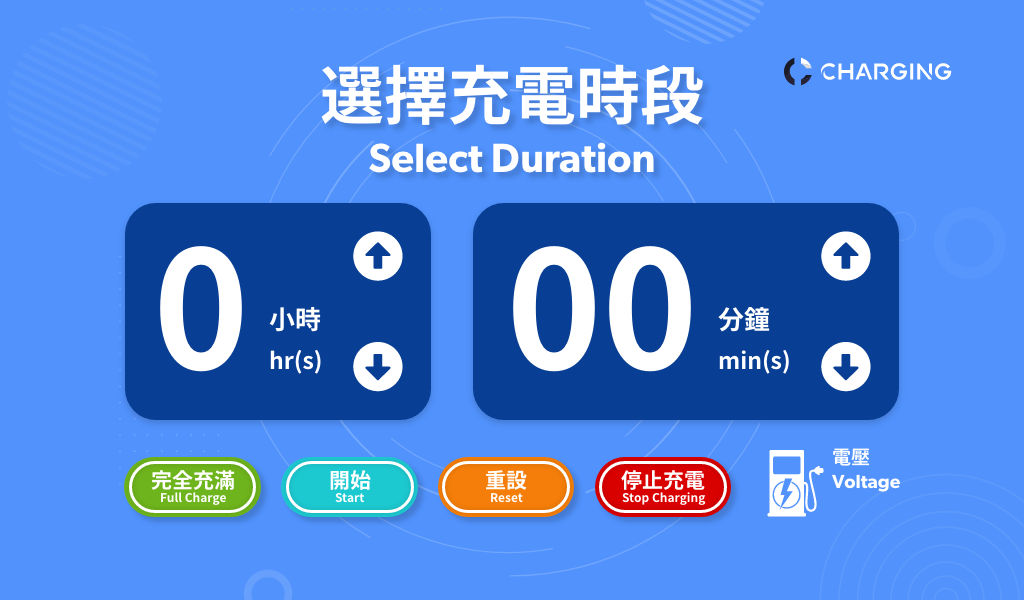 選擇充電時段
CHARGING
Select Duration
0
小時
hr(s)
00
分鐘
min(s)
完全充滿
Full Charge
開始
Start
重設
Reset
停止充電
Stop Charging
電壓
Voltage